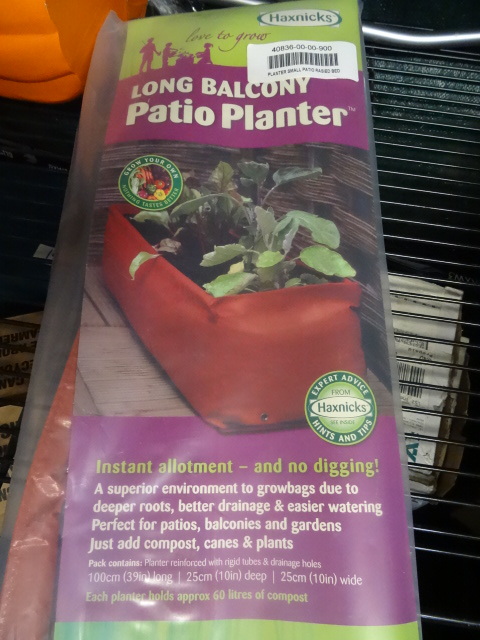 Haxnicks
love to grow
40836-00-00-900
PLANTER SMALL PATIO RAISED BED
LONG BALCONY
Patio Planter™
GROW YOUR OWN
EXPERT ADVICE
FROM
Haxnicks
HINTS AND TIPS
Instant allotment – and no digging!
A superior environment to growbags due to
deeper roots, better drainage & easier watering
Perfect for patios, balconies and gardens
Just add compost, canes & plants
Pack contains: Planter reinforced with rigid tubes & drainage holes
100cm (39in) long | 25cm (10in) deep | 25cm (10in) wide
Each planter holds approx 60 litres of compost